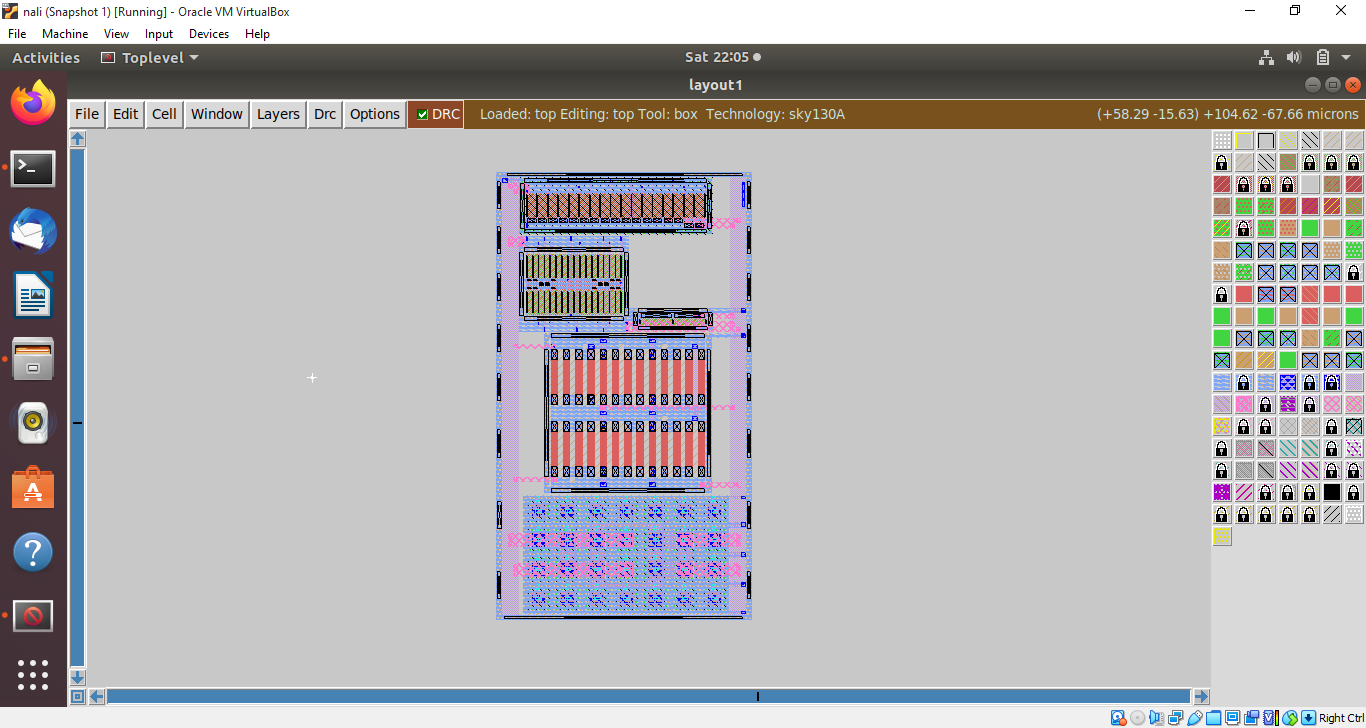 nali (Snapshot 1) [Running] - Oracle VM VirtualBox
File Machine View Input Devices Help
Activities Toplevel Sat 22:05
layout1
File Edit Cell Window Layers Drc Options DRC Loaded: top Editing: top Tool: box Technology: sky130A (+58.29 -15.63) +104.62 -67.66 microns
Right Ctrl